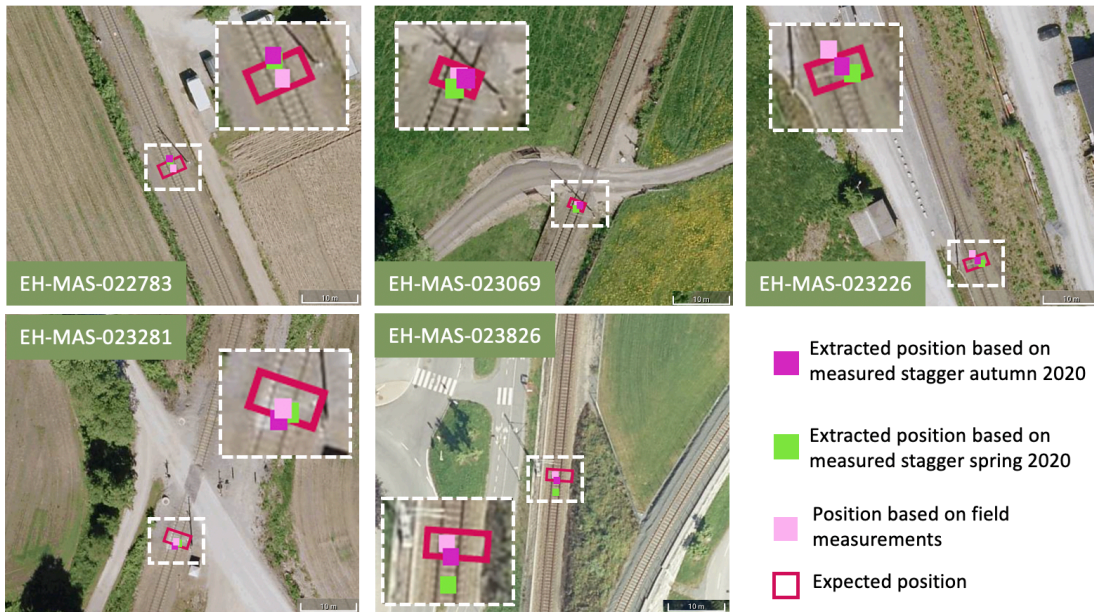 EH-MAS-022783
10 m
EH-MAS-023069
10 m
EH-MAS-023226
10 m
EH-MAS-023281
10 m
EH-MAS-023826
10 m
Extracted position based on
measured stagger autumn 2020
Extracted position based on
measured stagger spring 2020
Position based on field
measurements
Expected position